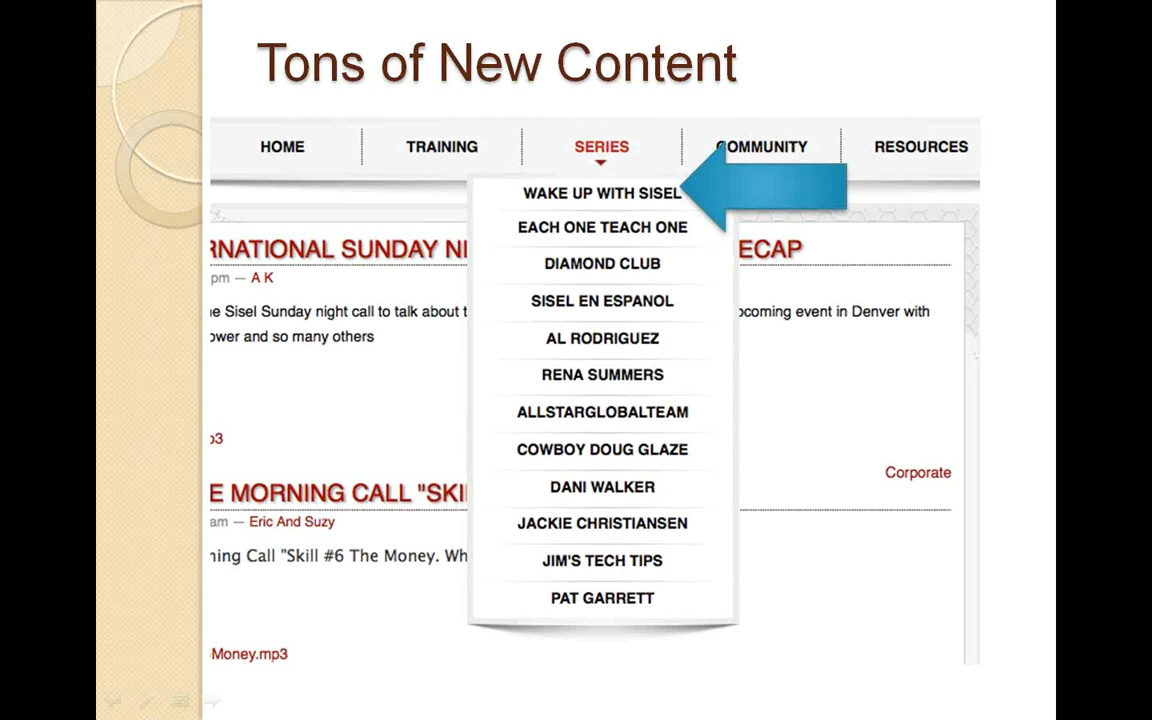 Tons of New Content
HOME TRAINING SERIES COMMUNITY RESOURCES
WAKE UP WITH SISEL
EACH ONE TEACH ONE
DIAMOND CLUB
SISEL EN ESPANOL
AL RODRIGUEZ
RENA SUMMERS
ALLSTARGLOBALTEAM
COWBOY DOUG GLAZE
DANI WALKER
JACKIE CHRISTIANSEN
JIM'S TECH TIPS
PAT GARRETT
RNATIONAL SUNDAY NI ECAP
pm — A K
e Sisel Sunday night call to talk about t pcoming event in Denver with
ower and so many others
p3
Corporate
E MORNING CALL "SKI
am — Eric And Suzy
ning Call "Skill #6 The Money. Wh
Money.mp3